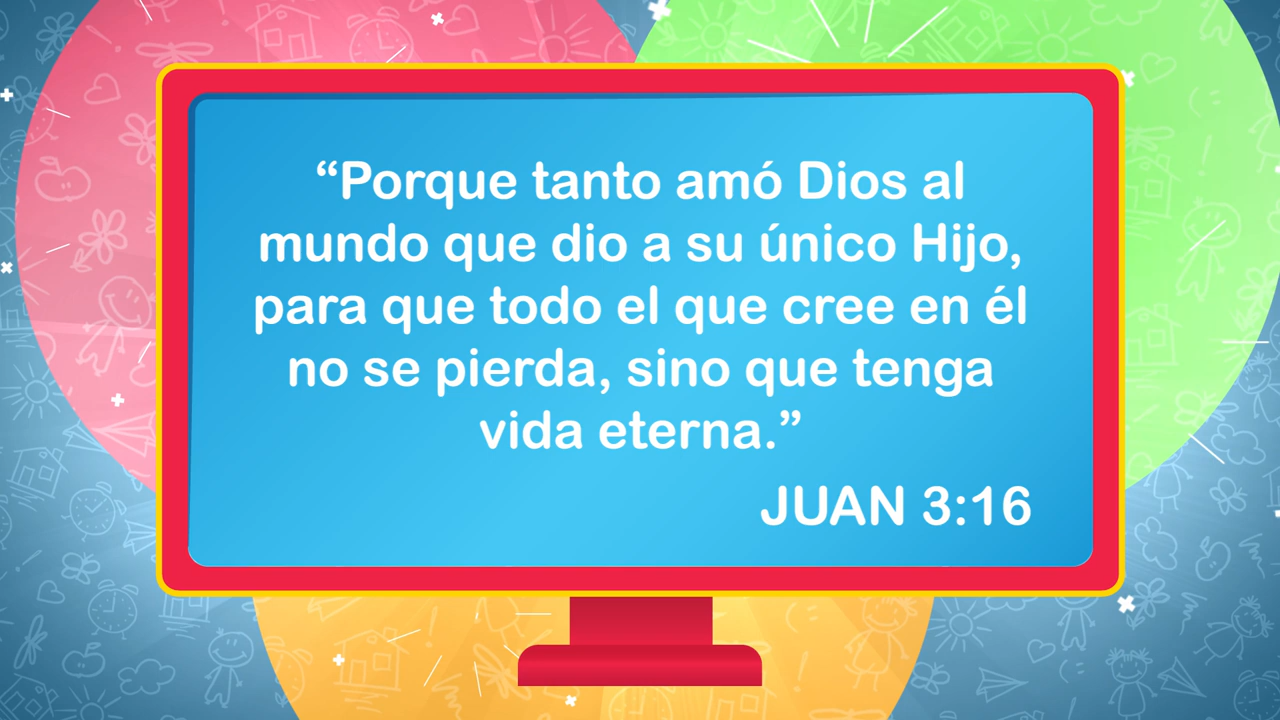 “Porque tanto amó Dios al
mundo que dio a su único Hijo,
para que todo el que cree en él
no se pierda, sino que tenga
vida eterna.”
JUAN 3:16